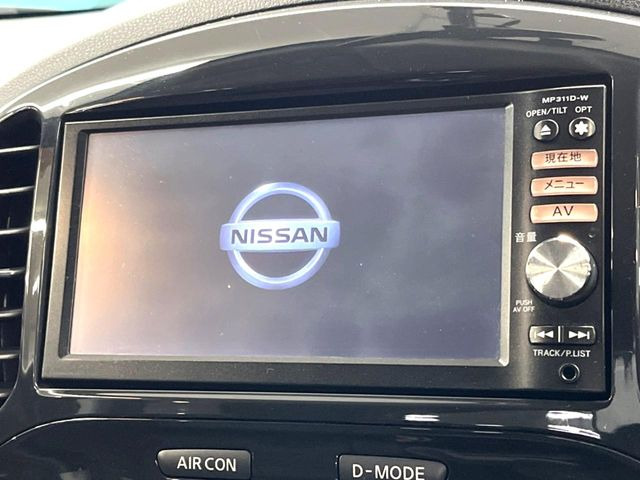 MP311D-W
OPEN/TILT OPT
現在地
メニュー
AV
音量
NISSAN
PUSH
AV OFF
TRACK/P.LIST
AIR CON
D-MODE